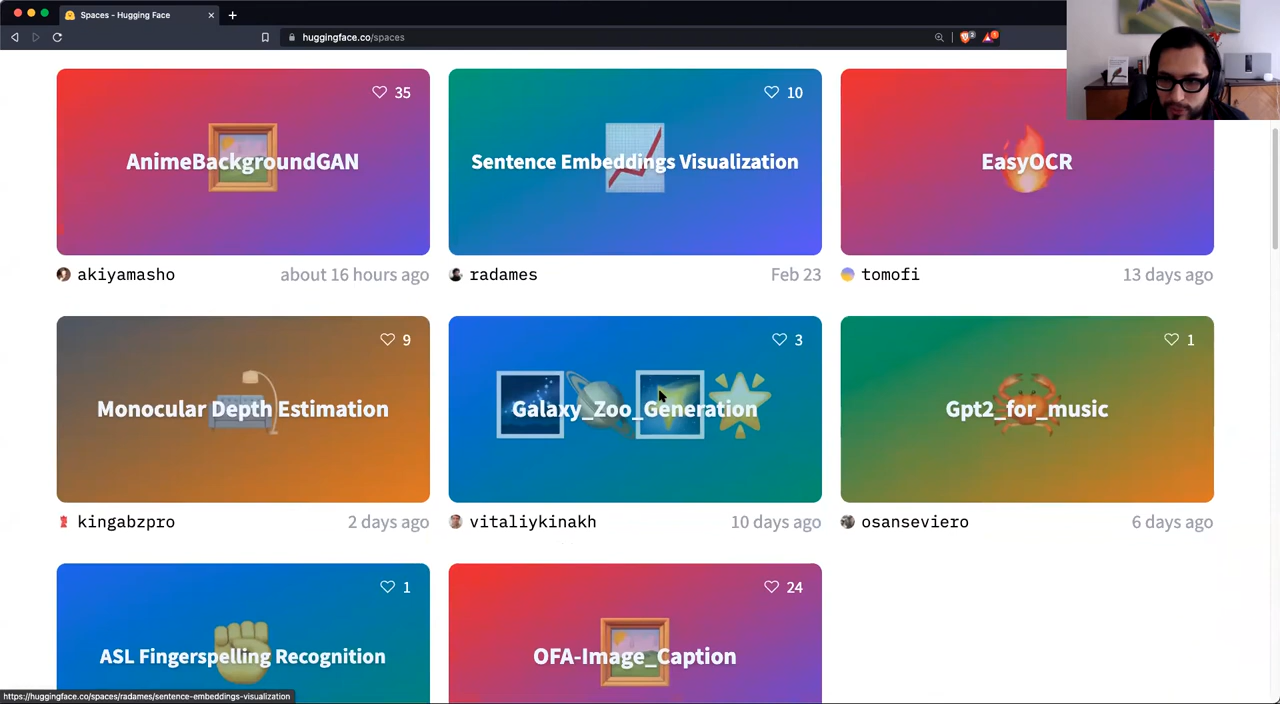 Spaces - Hugging Face
huggingface.co/spaces
2
1
35
AnimeBackgroundGAN
akiyamasho
about 16 hours ago
10
Sentence Embeddings Visualization
radames
Feb 23
EasyOCR
tomofi
13 days ago
9
Monocular Depth Estimation
kingabzpro
2 days ago
3
Galaxy_Zoo_Generation
vitaliykinakh
10 days ago
1
Gpt2_for_music
osanseviero
6 days ago
1
ASL Fingerspelling Recognition
24
OFA-Image_Caption
https://huggingface.co/spaces/radames/sentence-embeddings-visualization